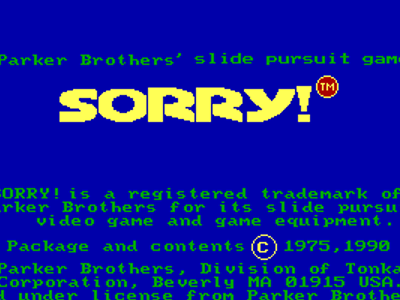 Parker Brothers' slide pursuit game
SORRY! TM
SORRY! is a registered trademark of
Parker Brothers for its slide pursuit
video game and game equipment.
Package and contents © 1975,1990
Parker Brothers, Division of Tonka
Corporation, Beverly MA 01915 USA.
under license from Parker Brothers